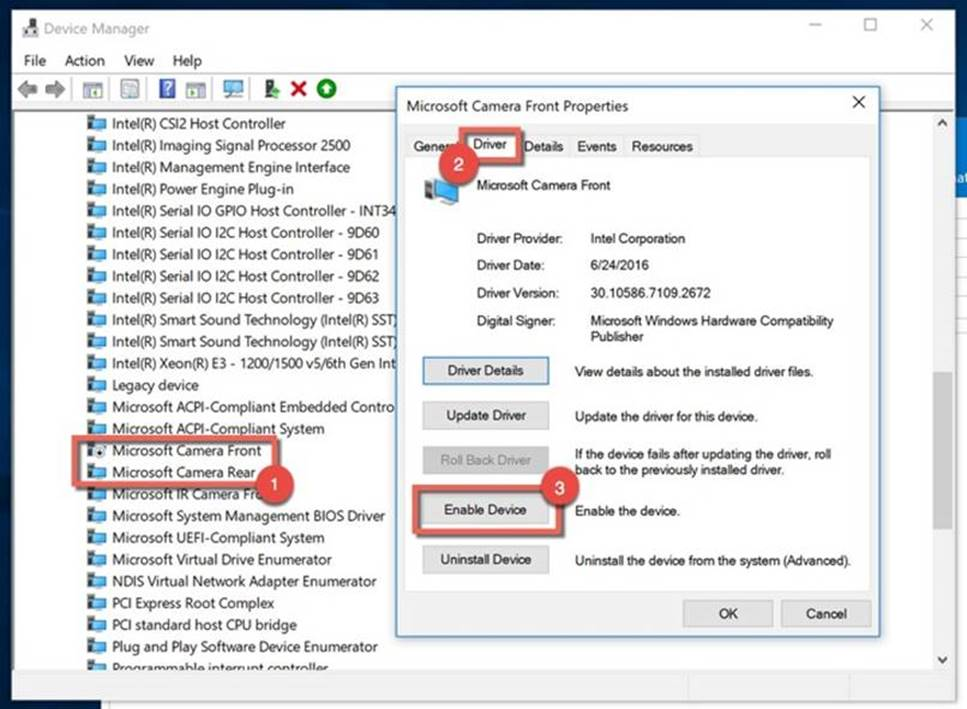 Device Manager
File Action View Help
Intel(R) CSI2 Host Controller
Intel(R) Imaging Signal Processor 2500
Intel(R) Management Engine Interface
Intel(R) Power Engine Plug-in
Intel(R) Serial IO GPIO Host Controller - INT34
Intel(R) Serial IO I2C Host Controller - 9D60
Intel(R) Serial IO I2C Host Controller - 9D61
Intel(R) Serial IO I2C Host Controller - 9D62
Intel(R) Serial IO I2C Host Controller - 9D63
Intel(R) Smart Sound Technology (Intel(R) SST)
Intel(R) Smart Sound Technology (Intel(R) SST)
Intel(R) Xeon(R) E3 - 1200/1500 v5/6th Gen Int
Legacy device
Microsoft ACPI-Compliant Embedded Contro
Microsoft ACPI-Compliant System
Microsoft Camera Front
Microsoft Camera Rear
1
Microsoft IR Camera Fro
Microsoft System Management BIOS Driver
Microsoft UEFI-Compliant System
Microsoft Virtual Drive Enumerator
NDIS Virtual Network Adapter Enumerator
PCI Express Root Complex
PCI standard host CPU bridge
Plug and Play Software Device Enumerator
Programmable interrupt controller
Microsoft Camera Front Properties
General Driver Details Events Resources
2
Microsoft Camera Front
Driver Provider: Intel Corporation
Driver Date: 6/24/2016
Driver Version: 30.10586.7109.2672
Digital Signer: Microsoft Windows Hardware Compatibility
Publisher
Driver Details View details about the installed driver files.
Update Driver Update the driver for this device.
Roll Back Driver If the device fails after updating the driver, roll
back to the previously installed driver.
3
Enable Device Enable the device.
Uninstall Device Uninstall the device from the system (Advanced).
OK Cancel